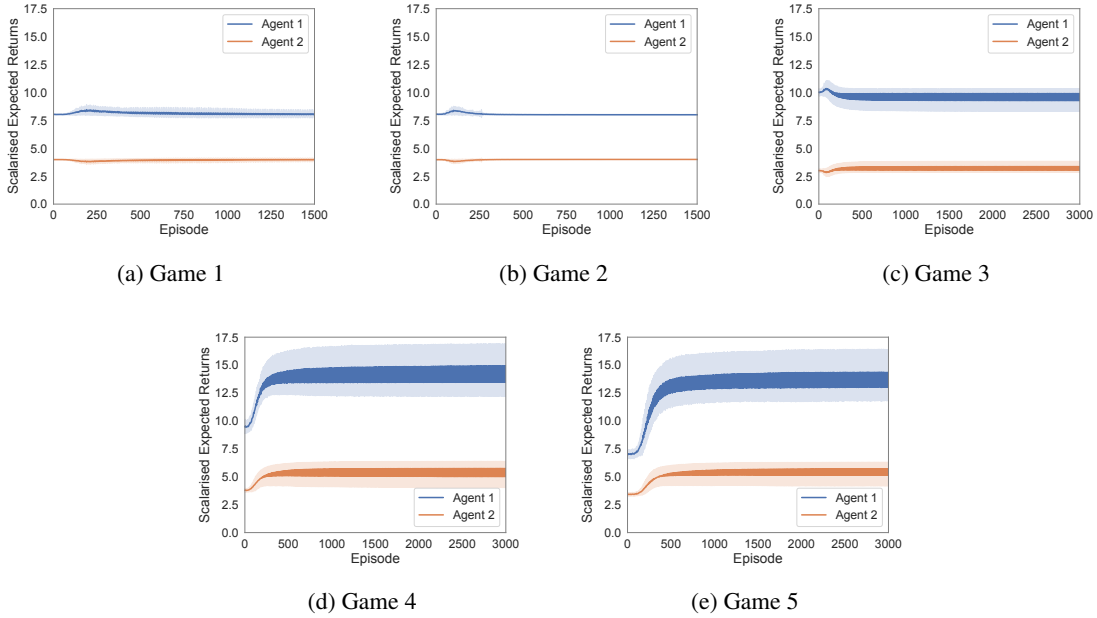 Scalarised Expected Returns
17.5
15.0
12.5
10.0
7.5
5.0
2.5
0.0
Agent 1
Agent 2
0 250 500 750 1000 1250 1500
Episode
(a) Game 1
Scalarised Expected Returns
17.5
15.0
12.5
10.0
7.5
5.0
2.5
0.0
Agent 1
Agent 2
0 250 500 750 1000 1250 1500
Episode
(b) Game 2
Scalarised Expected Returns
17.5
15.0
12.5
10.0
7.5
5.0
2.5
0.0
Agent 1
Agent 2
0 500 1000 1500 2000 2500 3000
Episode
(c) Game 3
Scalarised Expected Returns
17.5
15.0
12.5
10.0
7.5
5.0
2.5
0.0
Agent 1
Agent 2
0 500 1000 1500 2000 2500 3000
Episode
(d) Game 4
Scalarised Expected Returns
17.5
15.0
12.5
10.0
7.5
5.0
2.5
0.0
Agent 1
Agent 2
0 500 1000 1500 2000 2500 3000
Episode
(e) Game 5